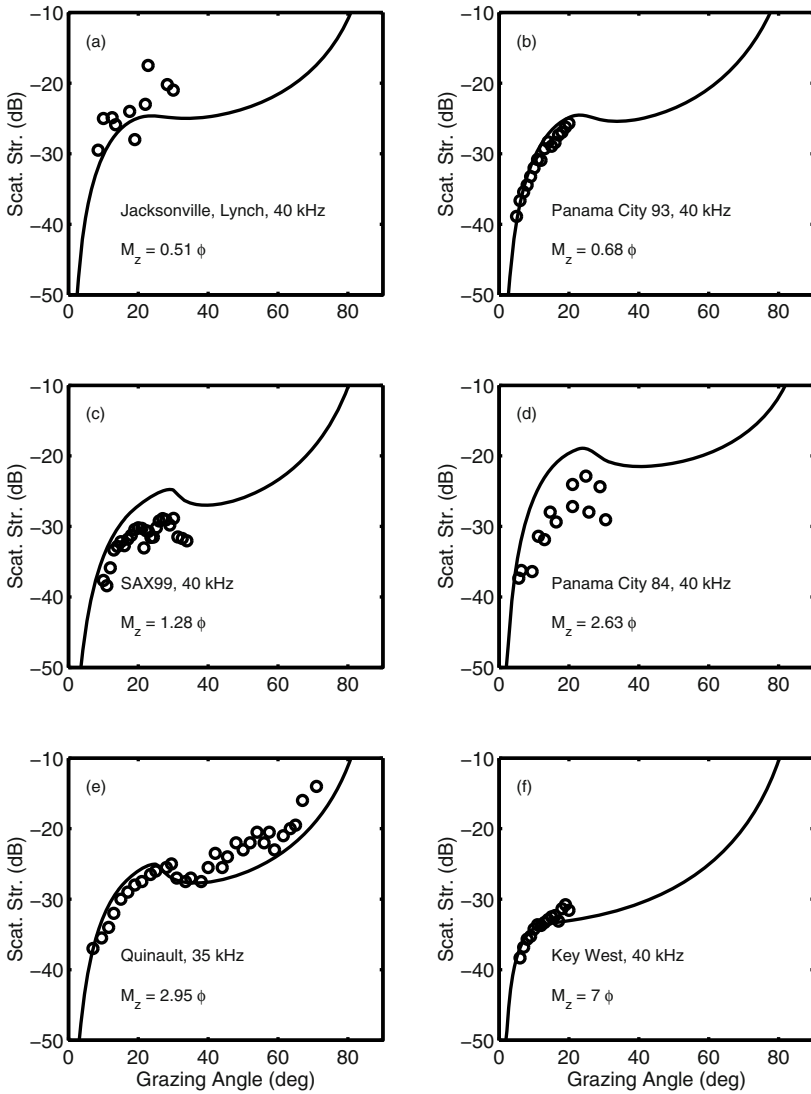 (a)
Jacksonville, Lynch, 40 kHz
M_z = 0.51 ϕ
Scat. Str. (dB)
−10
−20
−30
−40
−50
0 20 40 60 80
(b)
Panama City 93, 40 kHz
M_z = 0.68 ϕ
Scat. Str. (dB)
−10
−20
−30
−40
−50
0 20 40 60 80
(c)
SAX99, 40 kHz
M_z = 1.28 ϕ
Scat. Str. (dB)
−10
−20
−30
−40
−50
0 20 40 60 80
(d)
Panama City 84, 40 kHz
M_z = 2.63 ϕ
Scat. Str. (dB)
−10
−20
−30
−40
−50
0 20 40 60 80
(e)
Quinault, 35 kHz
M_z = 2.95 ϕ
Scat. Str. (dB)
−10
−20
−30
−40
−50
0 20 40 60 80
Grazing Angle (deg)
(f)
Key West, 40 kHz
M_z = 7 ϕ
Scat. Str. (dB)
−10
−20
−30
−40
−50
0 20 40 60 80
Grazing Angle (deg)